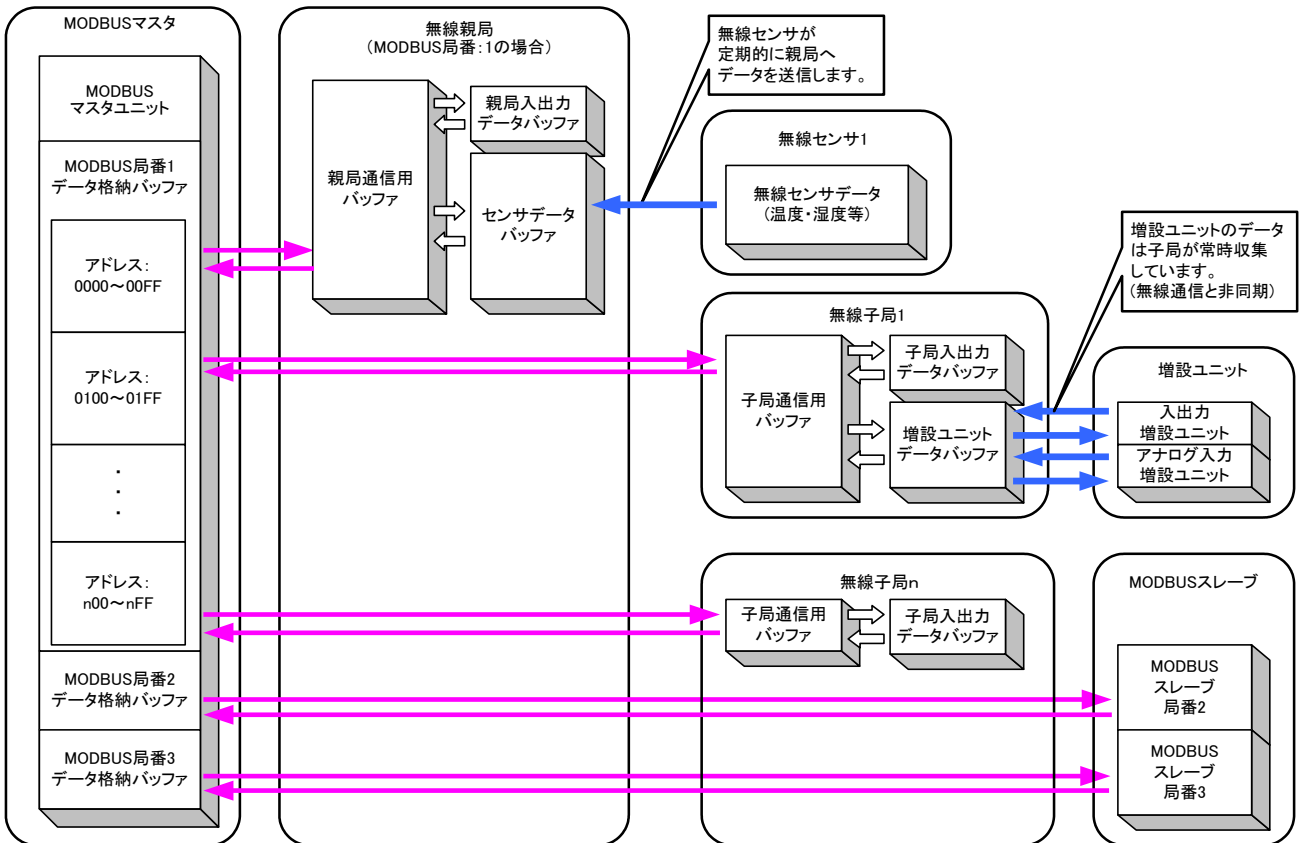 MODBUSマスタ
MODBUS
マスタユニット
MODBUS局番1
データ格納バッファ
アドレス:
0000～00FF
アドレス:
0100～01FF
・
・
・
アドレス:
n00～nFF
MODBUS局番2
データ格納バッファ
MODBUS局番3
データ格納バッファ
無線親局
(MODBUS局番:1の場合)
親局通信用
バッファ
親局入出力
データバッファ
センサデータ
バッファ
無線センサが
定期的に親局へ
データを送信します。
無線センサ1
無線センサデータ
(温度・湿度等)
増設ユニットのデータ
は子局が常時収集
しています。
(無線通信と非同期)
無線子局1
子局通信用
バッファ
子局入出力
データバッファ
増設ユニット
データバッファ
増設ユニット
入出力
増設ユニット
アナログ入力
増設ユニット
無線子局n
子局通信用
バッファ
子局入出力
データバッファ
MODBUSスレーブ
MODBUS
スレーブ
局番2
MODBUS
スレーブ
局番3